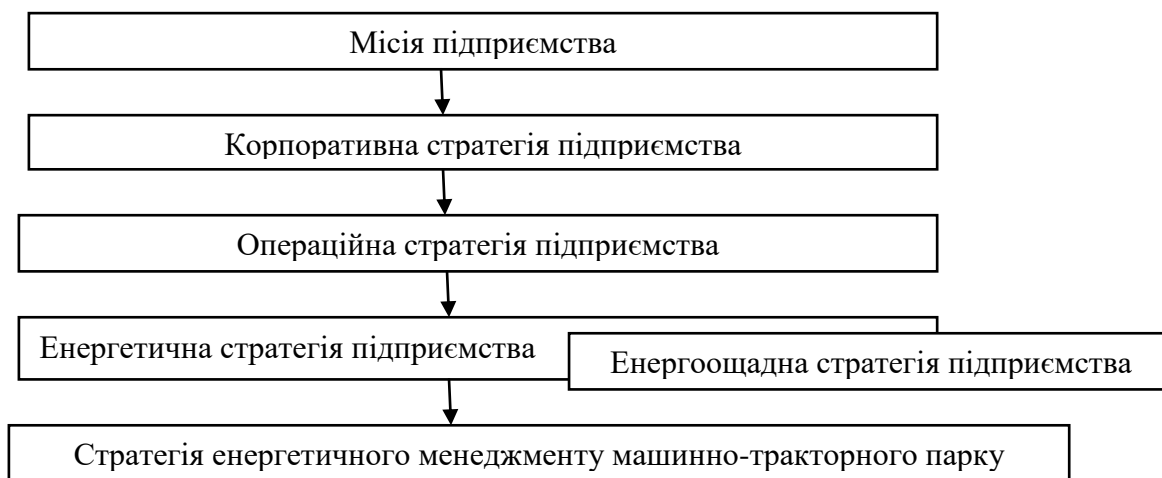 Місія підприємства
Корпоративна стратегія підприємства
Операційна стратегія підприємства
Енергетична стратегія підприємства
Енергоощадна стратегія підприємства
Стратегія енергетичного менеджменту машинно-тракторного парку